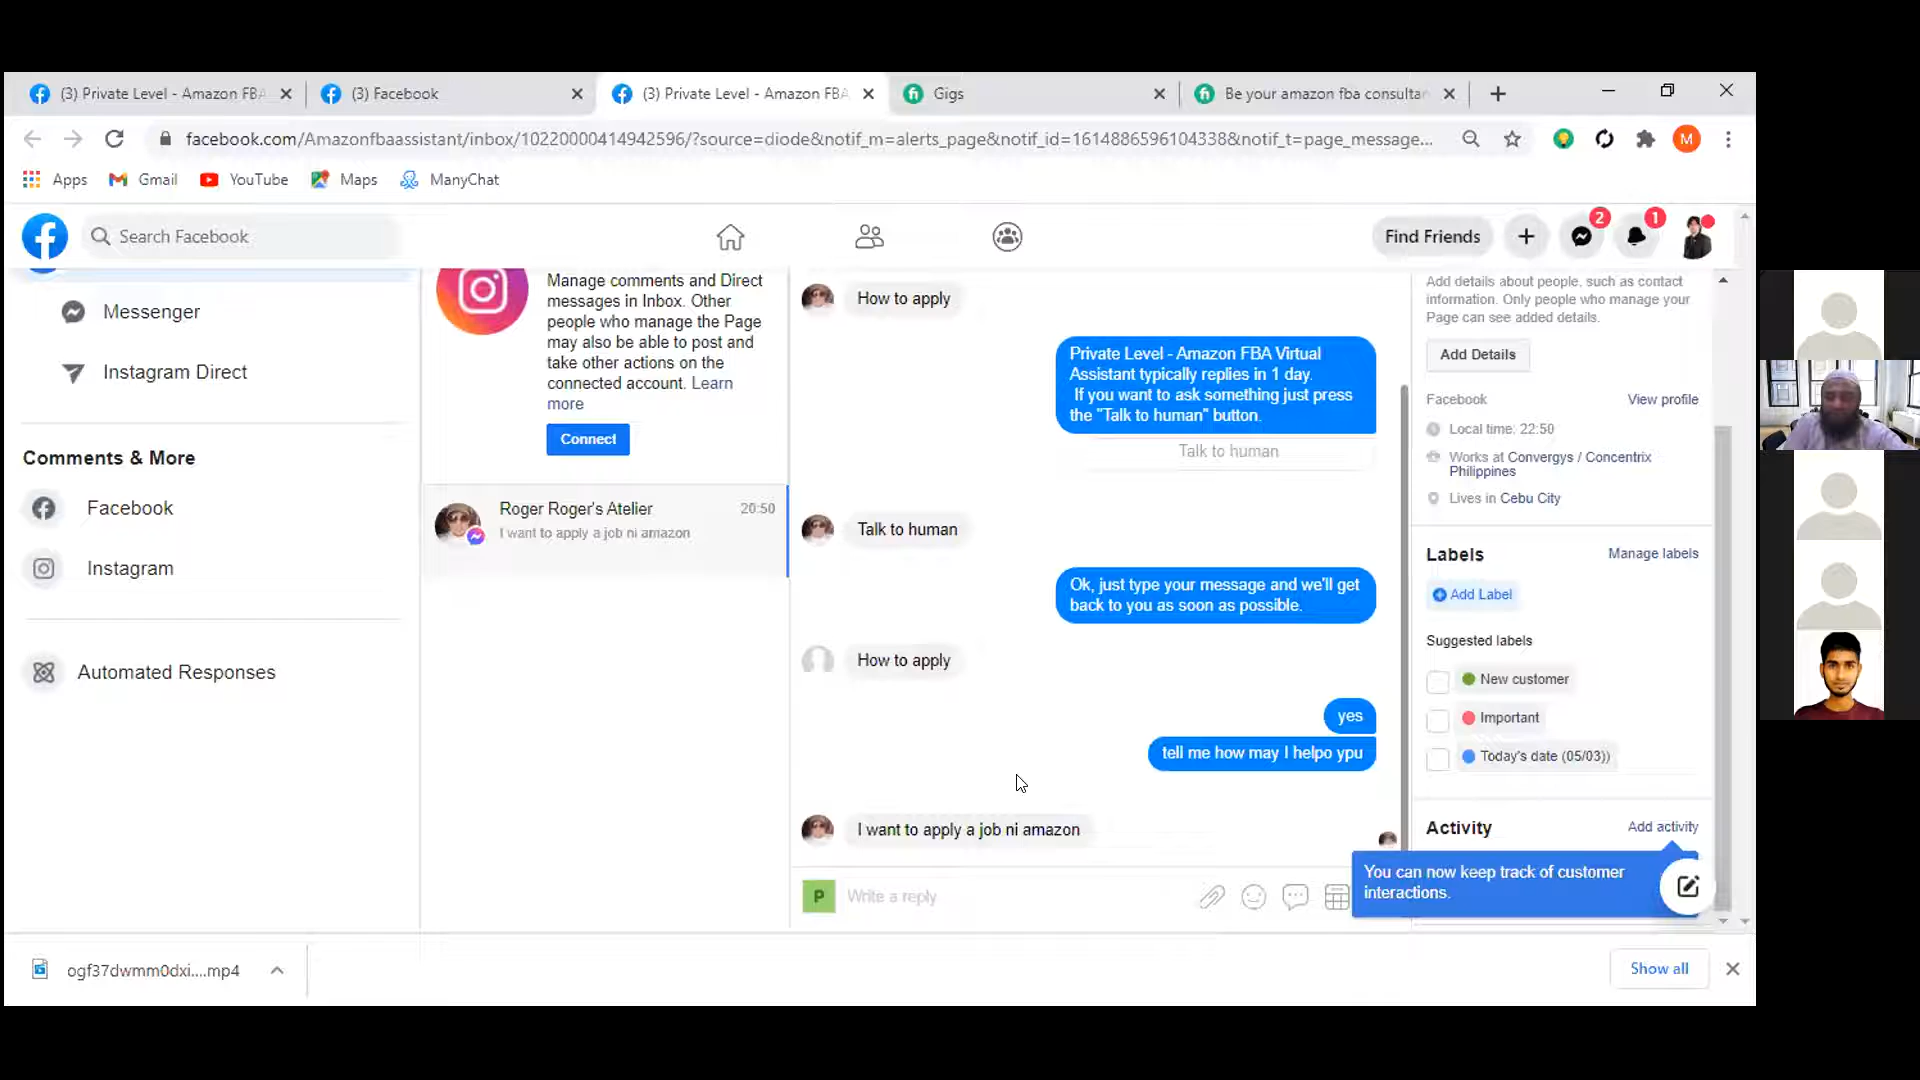 (3) Private Level - Amazon FBA
(3) Facebook
(3) Private Level - Amazon FBA
Gigs
Be your amazon fba consultan
facebook.com/Amazonfbaassistant/inbox/10220000414942596/?source=diode&notif_m=alerts_page&notif_id=1614886596104338&notif_t=page_message...
M
Apps
Gmail
YouTube
Maps
ManyChat
Search Facebook
Find Friends
2
1
Messenger
Instagram Direct
Comments & More
Facebook
Instagram
Automated Responses
Manage comments and Direct
messages in Inbox. Other
people who manage the Page
may also be able to post and
take other actions on the
connected account. Learn
more
Connect
Roger Roger's Atelier
20:50
I want to apply a job ni amazon
How to apply
Private Level - Amazon FBA Virtual
Assistant typically replies in 1 day.
If you want to ask something just press
the "Talk to human" button.
Talk to human
Talk to human
Ok, just type your message and we'll get
back to you as soon as possible.
How to apply
yes
tell me how may I helpo ypu
I want to apply a job ni amazon
P
Write a reply
Add details about people, such as contact
information. Only people who manage your
Page can see added details.
Add Details
Facebook
View profile
Local time: 22:50
Works at Convergys / Concentrix
Philippines
Lives in Cebu City
Labels
Manage labels
Add Label
Suggested labels
New customer
Important
Today's date (05/03))
Activity
Add activity
You can now keep track of customer
interactions.
ogf37dwmm0dxi....mp4
Show all